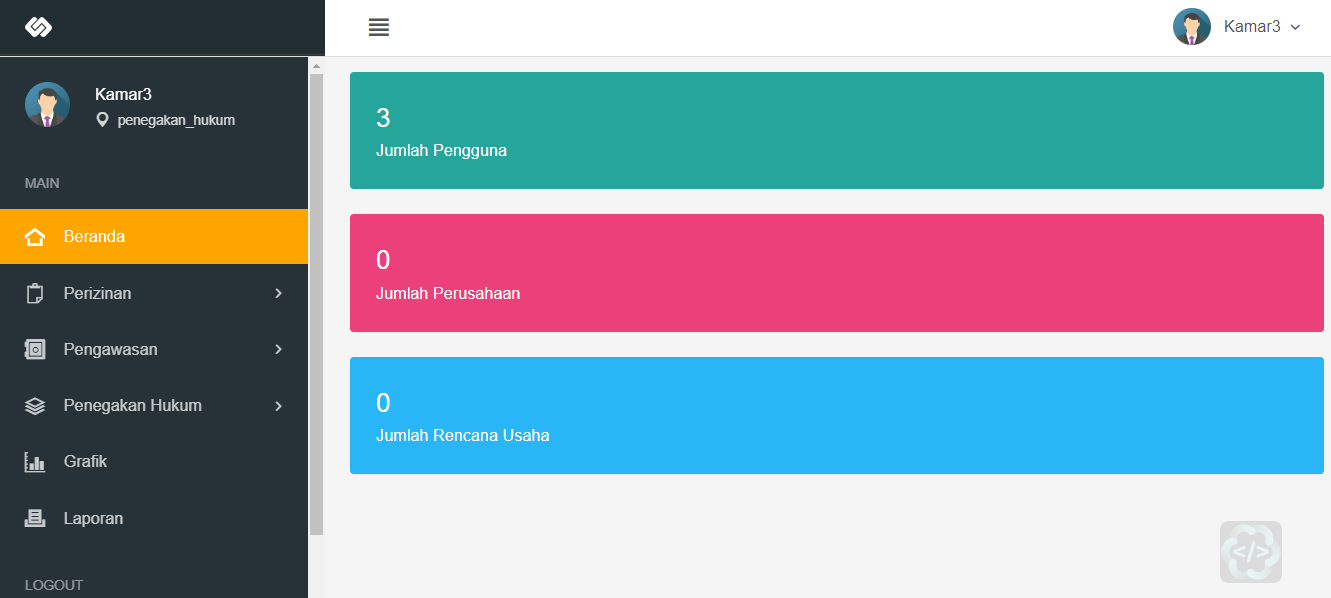 Kamar3
Kamar3
penegakan_hukum
MAIN
Beranda
Perizinan
Pengawasan
Penegakan Hukum
Grafik
Laporan
LOGOUT
3
Jumlah Pengguna
0
Jumlah Perusahaan
0
Jumlah Rencana Usaha
</>